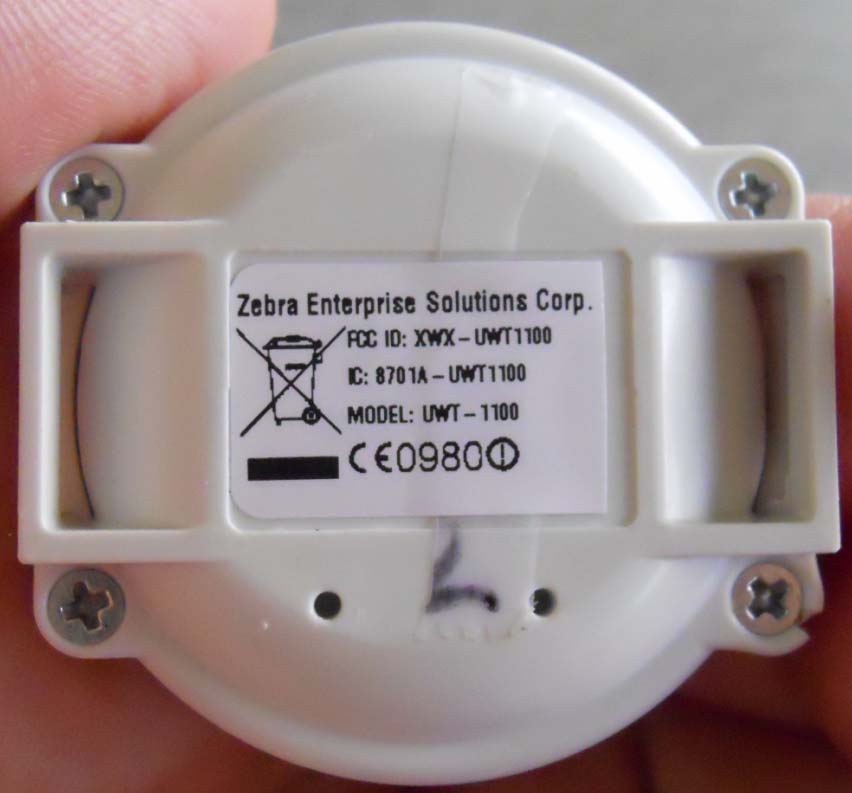 Zebra Enterprise Solutions Corp.
FCC ID: XWX-UWT1100
IC: 8701A-UWT1100
MODEL: UWT-1100
CE0980